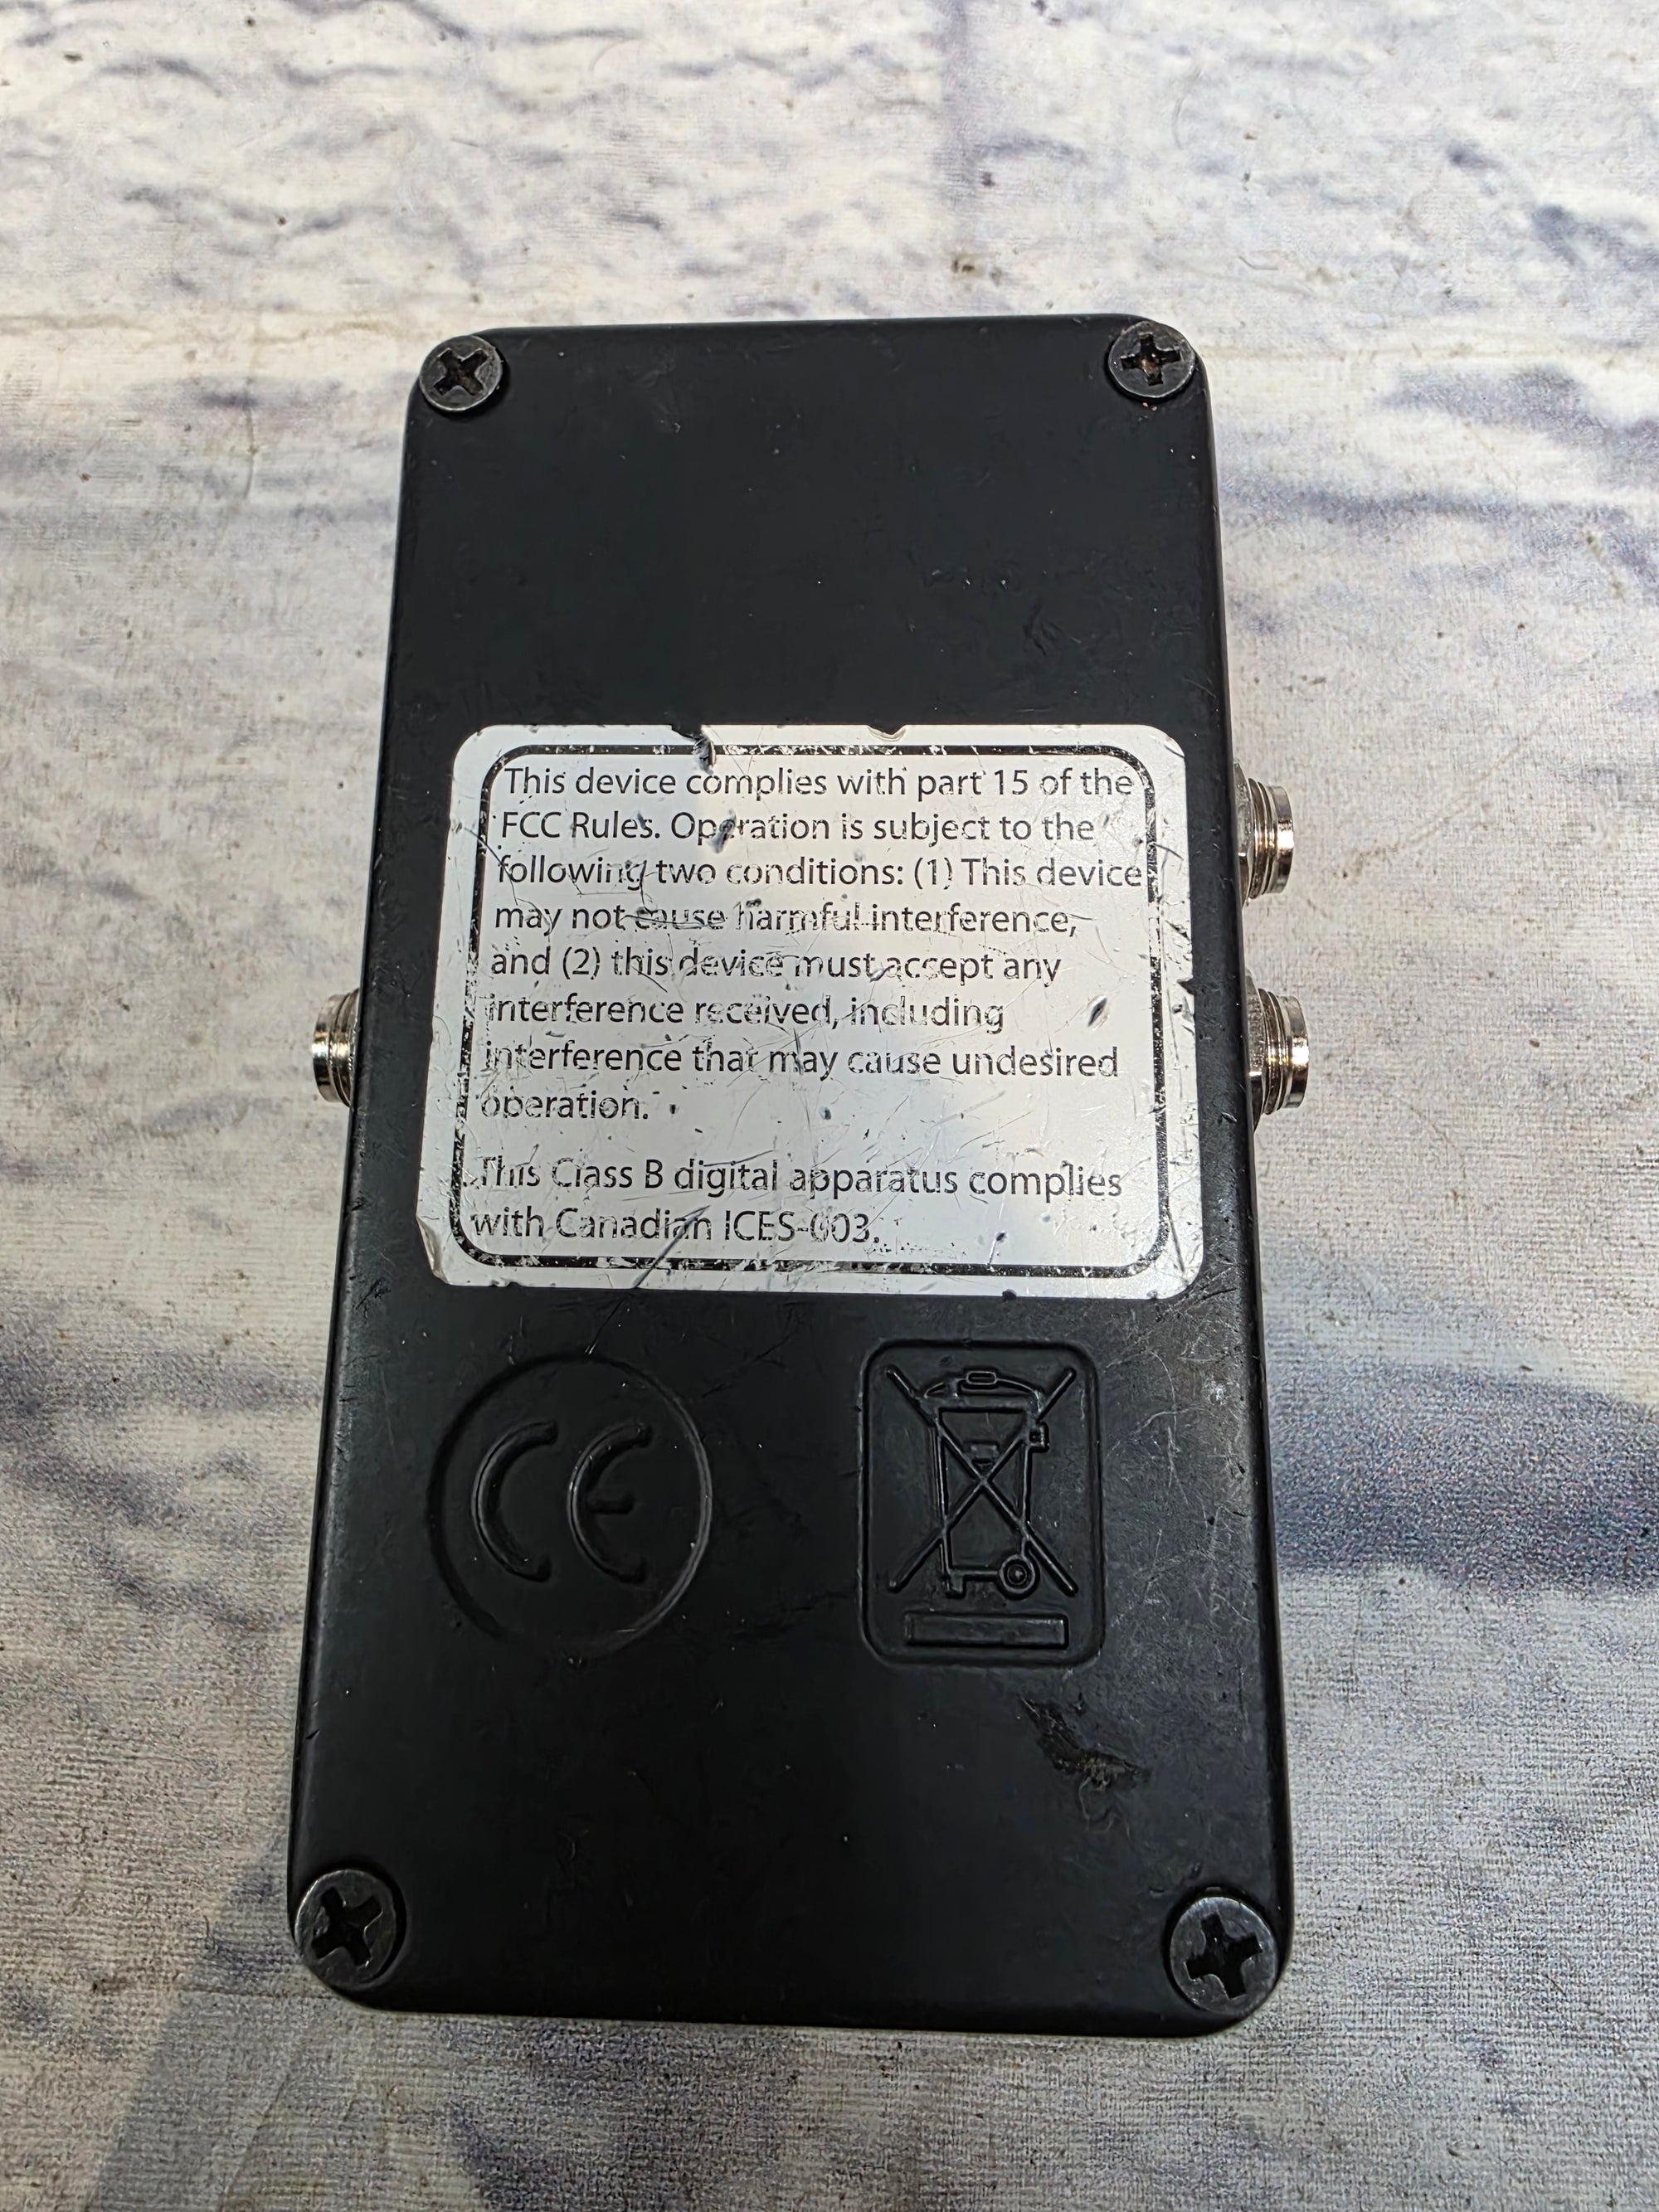 This device complies with part 15 of the
FCC Rules. Operation is subject to the
following two conditions: (1) This device
may not cause harmful interference,
and (2) this device must accept any
interference received, including
interference that may cause undesired
operation.
This Class B digital apparatus complies
with Canadian ICES-003.
CE